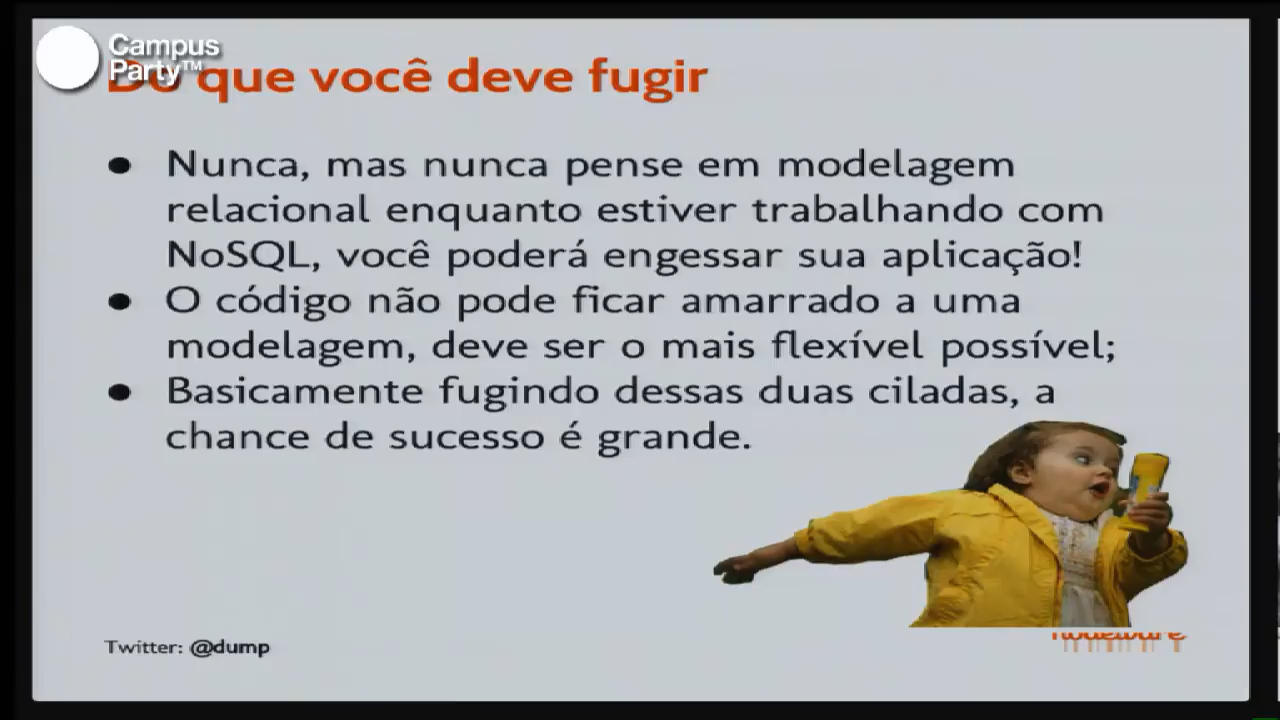 Campus
Party™
Do que você deve fugir
● Nunca, mas nunca pense em modelagem
relacional enquanto estiver trabalhando com
NoSQL, você poderá engessar sua aplicação!
● O código não pode ficar amarrado a uma
modelagem, deve ser o mais flexível possível;
● Basicamente fugindo dessas duas ciladas, a
chance de sucesso é grande.
Twitter: @dump